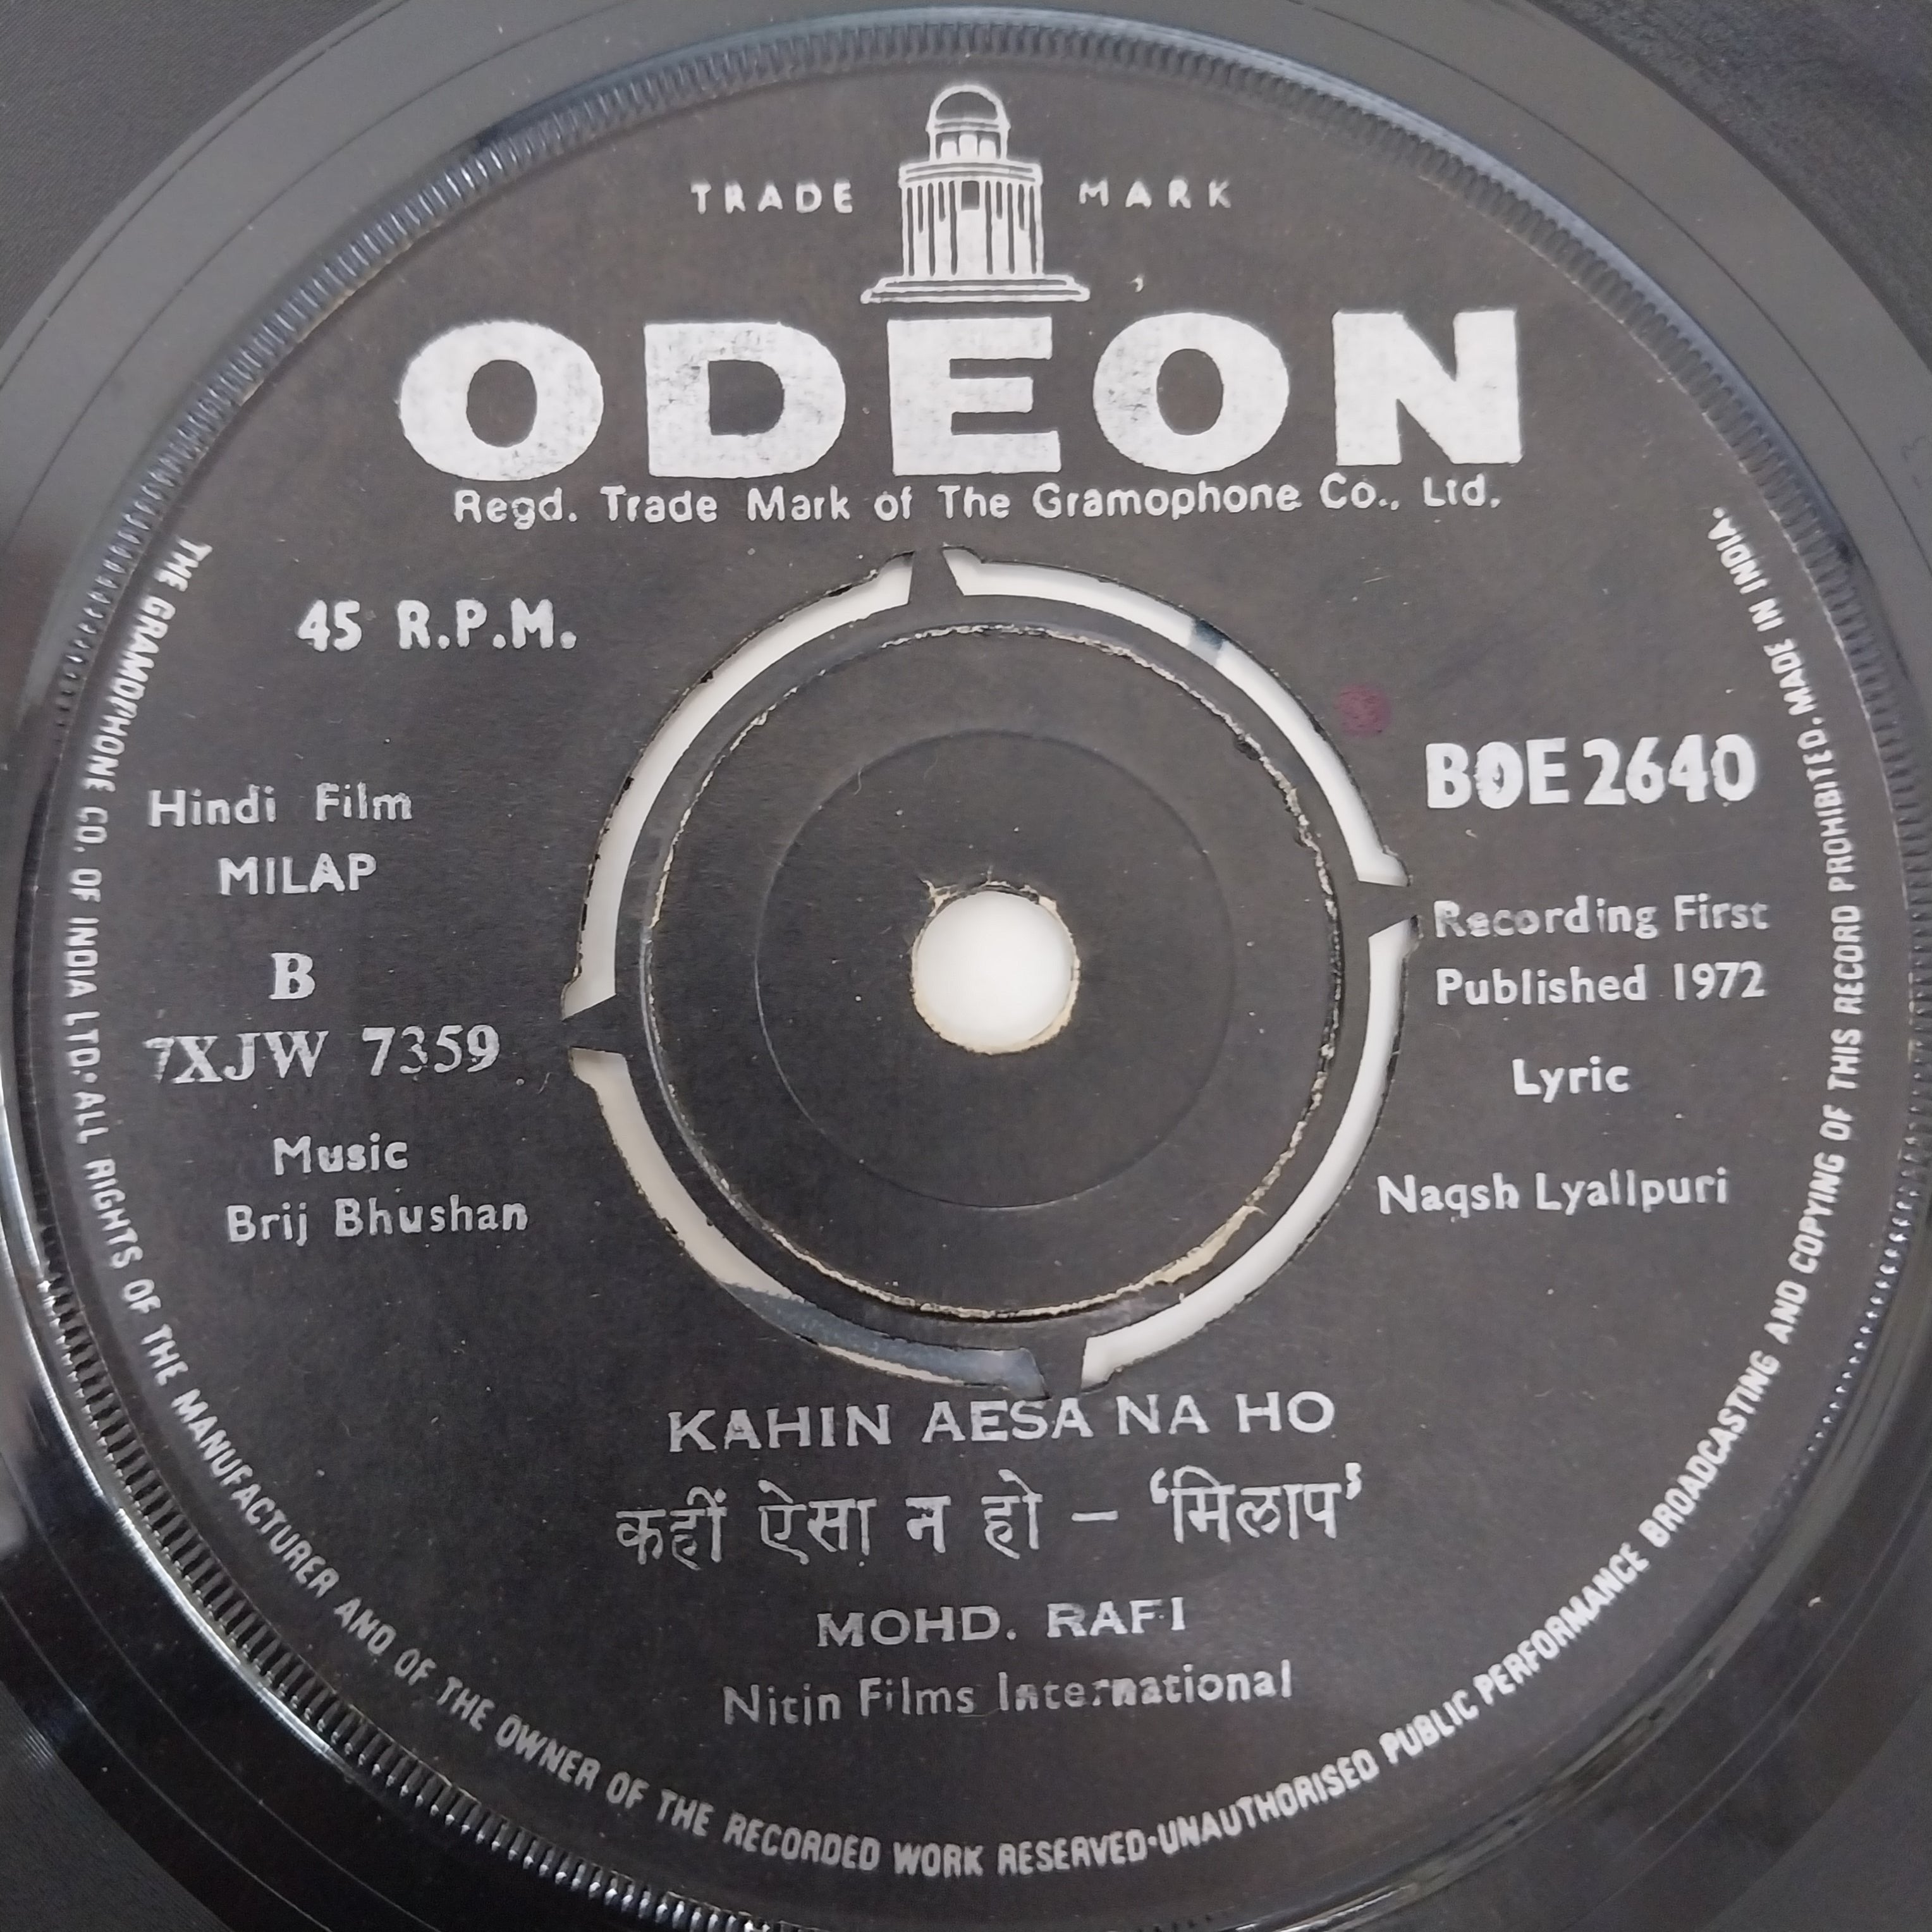 TRADE MARK
ODEON
Regd. Trade Mark of The Gramophone Co., Ltd.
45 R.P.M.
BOE 2640
Hindi Film
MILAP
B
7XJW 7359
Music
Brij Bhushan
Recording First
Published 1972
Lyric
Naqsh Lyallpuri
KAHIN AESA NA HO
कहीं ऐसा न हो – ‘मिलाप’
MOHD. RAFI
Nitin Films International
THE GRAMOPHONE CO. OF INDIA LTD·ALL RIGHTS OF THE MANUFACTURER AND OF THE OWNER OF THE RECORDED WORK RESERVED·UNAUTHORISED PUBLIC PERFORMANCE BROADCASTING AND COPYING OF THIS RECORD PROHIBITED. MADE IN INDIA.